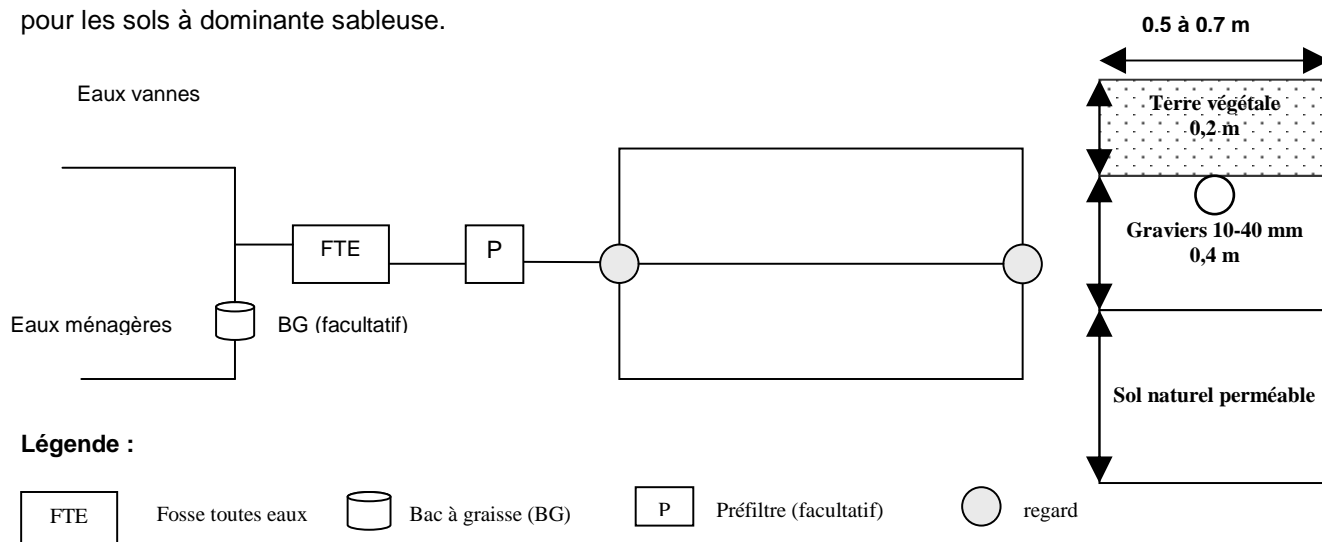 pour les sols à dominante sableuse.
0.5 à 0.7 m
Eaux vannes
Terre végétale
0,2 m
FTE
P
Graviers 10-40 mm
0,4 m
Eaux ménagères
BG (facultatif)
Sol naturel perméable
Légende :
FTE
Fosse toutes eaux
Bac à graisse (BG)
P
Préfiltre (facultatif)
regard